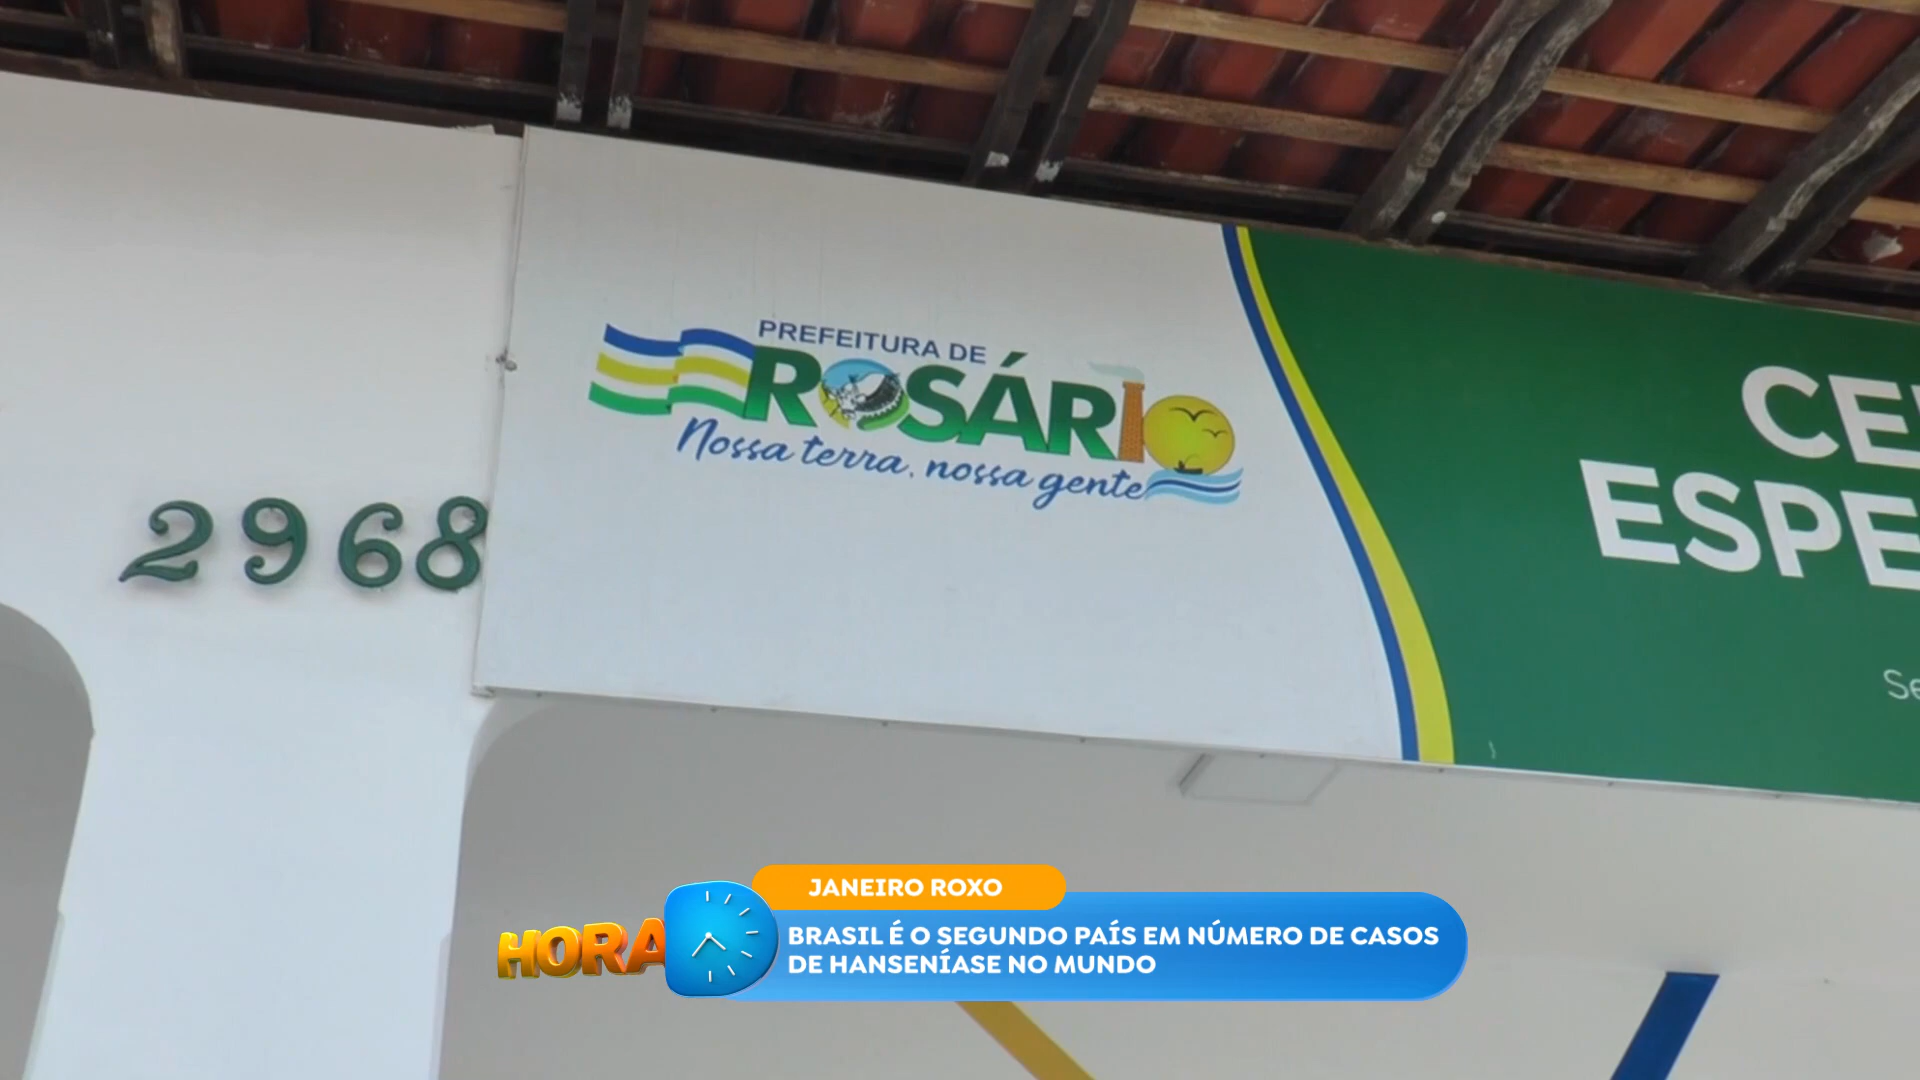 PREFEITURA DE
ROSÁRIO
Nossa terra, nossa gente
2968
JANEIRO ROXO
HORA
BRASIL É O SEGUNDO PAÍS EM NÚMERO DE CASOS
DE HANSENÍASE NO MUNDO